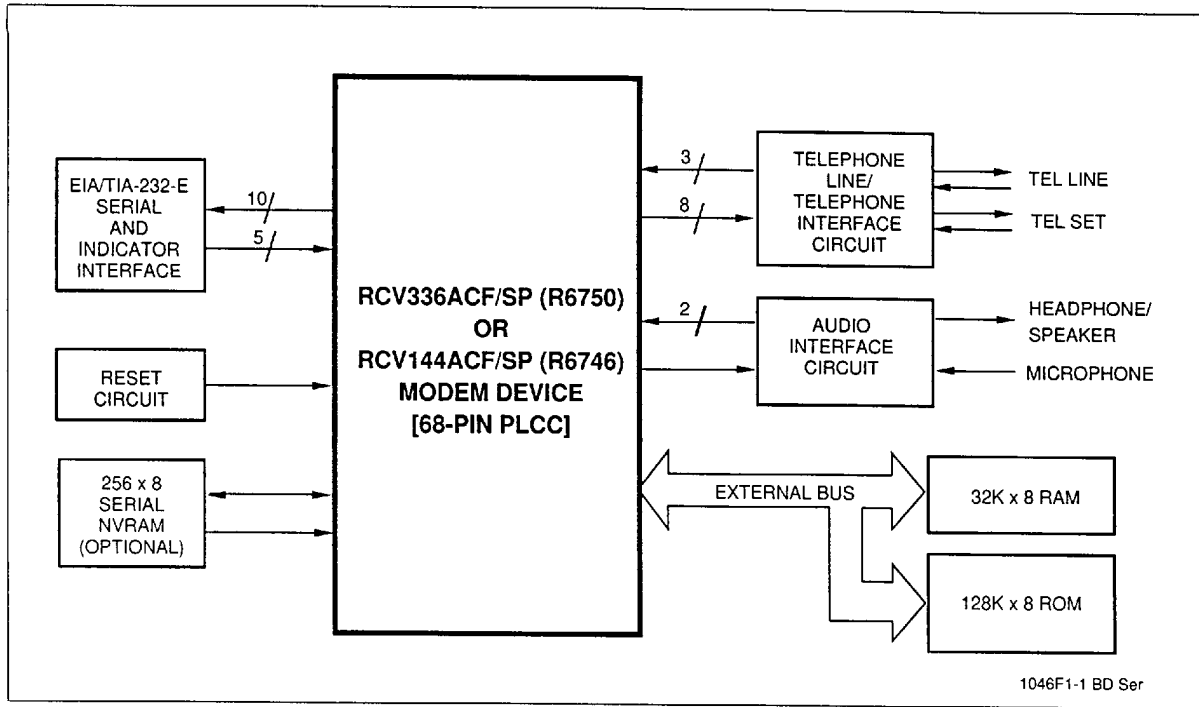 EIA/TIA-232-E
SERIAL
AND
INDICATOR
INTERFACE
10
5
RESET
CIRCUIT
256 x 8
SERIAL
NVRAM
(OPTIONAL)
RCV336ACF/SP (R6750)
OR
RCV144ACF/SP (R6746)
MODEM DEVICE
[68-PIN PLCC]
3
8
TELEPHONE
LINE/
TELEPHONE
INTERFACE
CIRCUIT
TEL LINE
TEL SET
2
AUDIO
INTERFACE
CIRCUIT
HEADPHONE/
SPEAKER
MICROPHONE
EXTERNAL BUS
32K x 8 RAM
128K x 8 ROM
1046F1-1 BD Ser